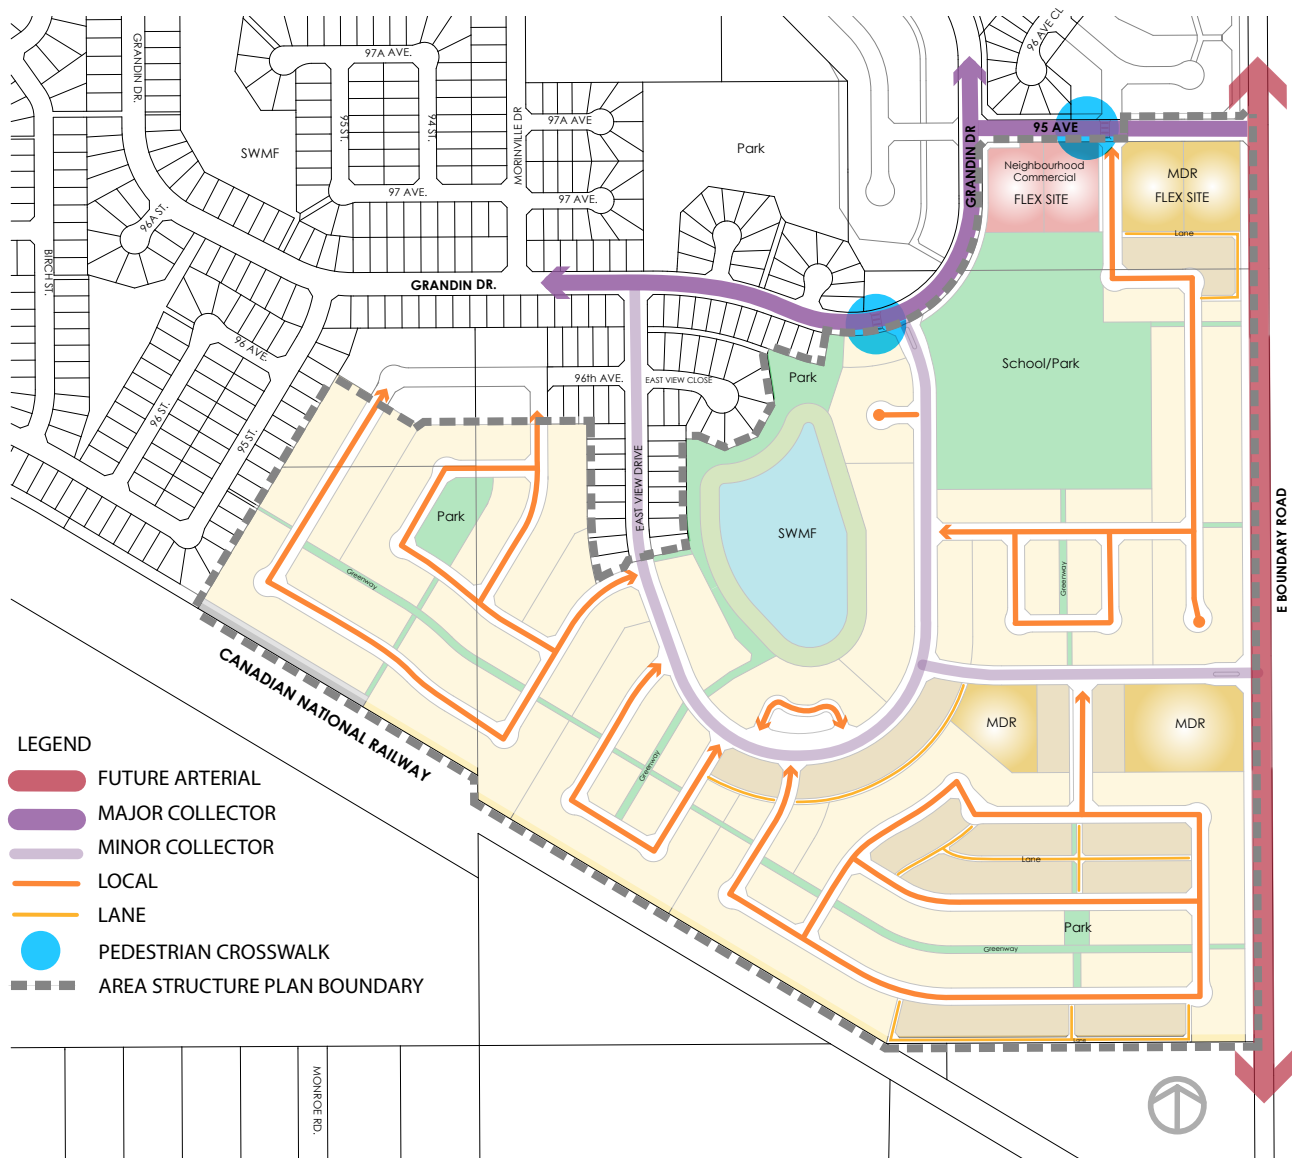 GRANDIN DR.
97A AVE.
96 AVE CL
95 ST.
94 ST.
MORINVILLE DR
97A AVE
SWMF
Park
GRANDIN DR
95 AVE
Neighbourhood
Commercial
FLEX SITE
MDR
FLEX SITE
Lane
97 AVE.
97 AVE.
96A ST.
BIRCH ST.
GRANDIN DR.
96 AVE.
96 ST.
95 ST.
96th AVE.
EAST VIEW CLOSE
Park
School/Park
EAST VIEW DRIVE
Park
SWMF
E BOUNDARY ROAD
Greenway
Greenway
CANADIAN NATIONAL RAILWAY
MDR
MDR
Greenway
Lane
Park
Greenway
Lane
LEGEND
FUTURE ARTERIAL
MAJOR COLLECTOR
MINOR COLLECTOR
LOCAL
LANE
PEDESTRIAN CROSSWALK
AREA STRUCTURE PLAN BOUNDARY
MONROE RD.